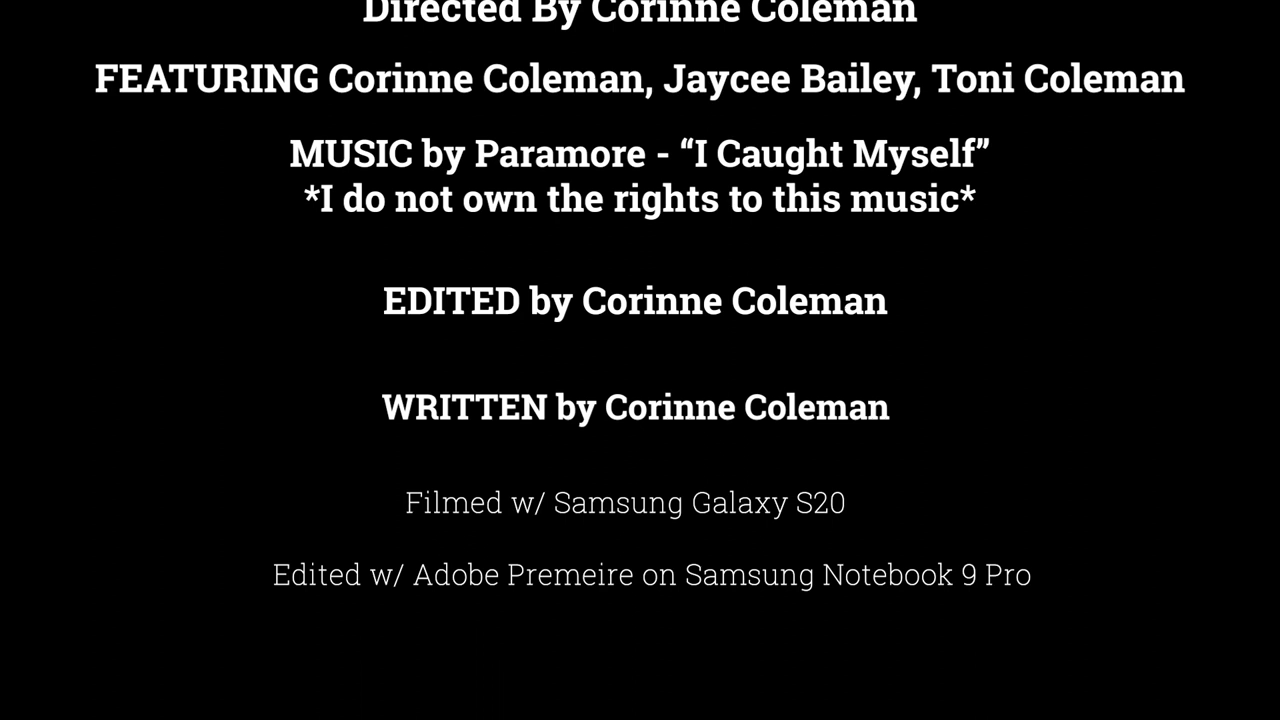 Directed By Corinne Coleman
FEATURING Corinne Coleman, Jaycee Bailey, Toni Coleman
MUSIC by Paramore - “I Caught Myself”
*I do not own the rights to this music*
EDITED by Corinne Coleman
WRITTEN by Corinne Coleman
Filmed w/ Samsung Galaxy S20
Edited w/ Adobe Premeire on Samsung Notebook 9 Pro